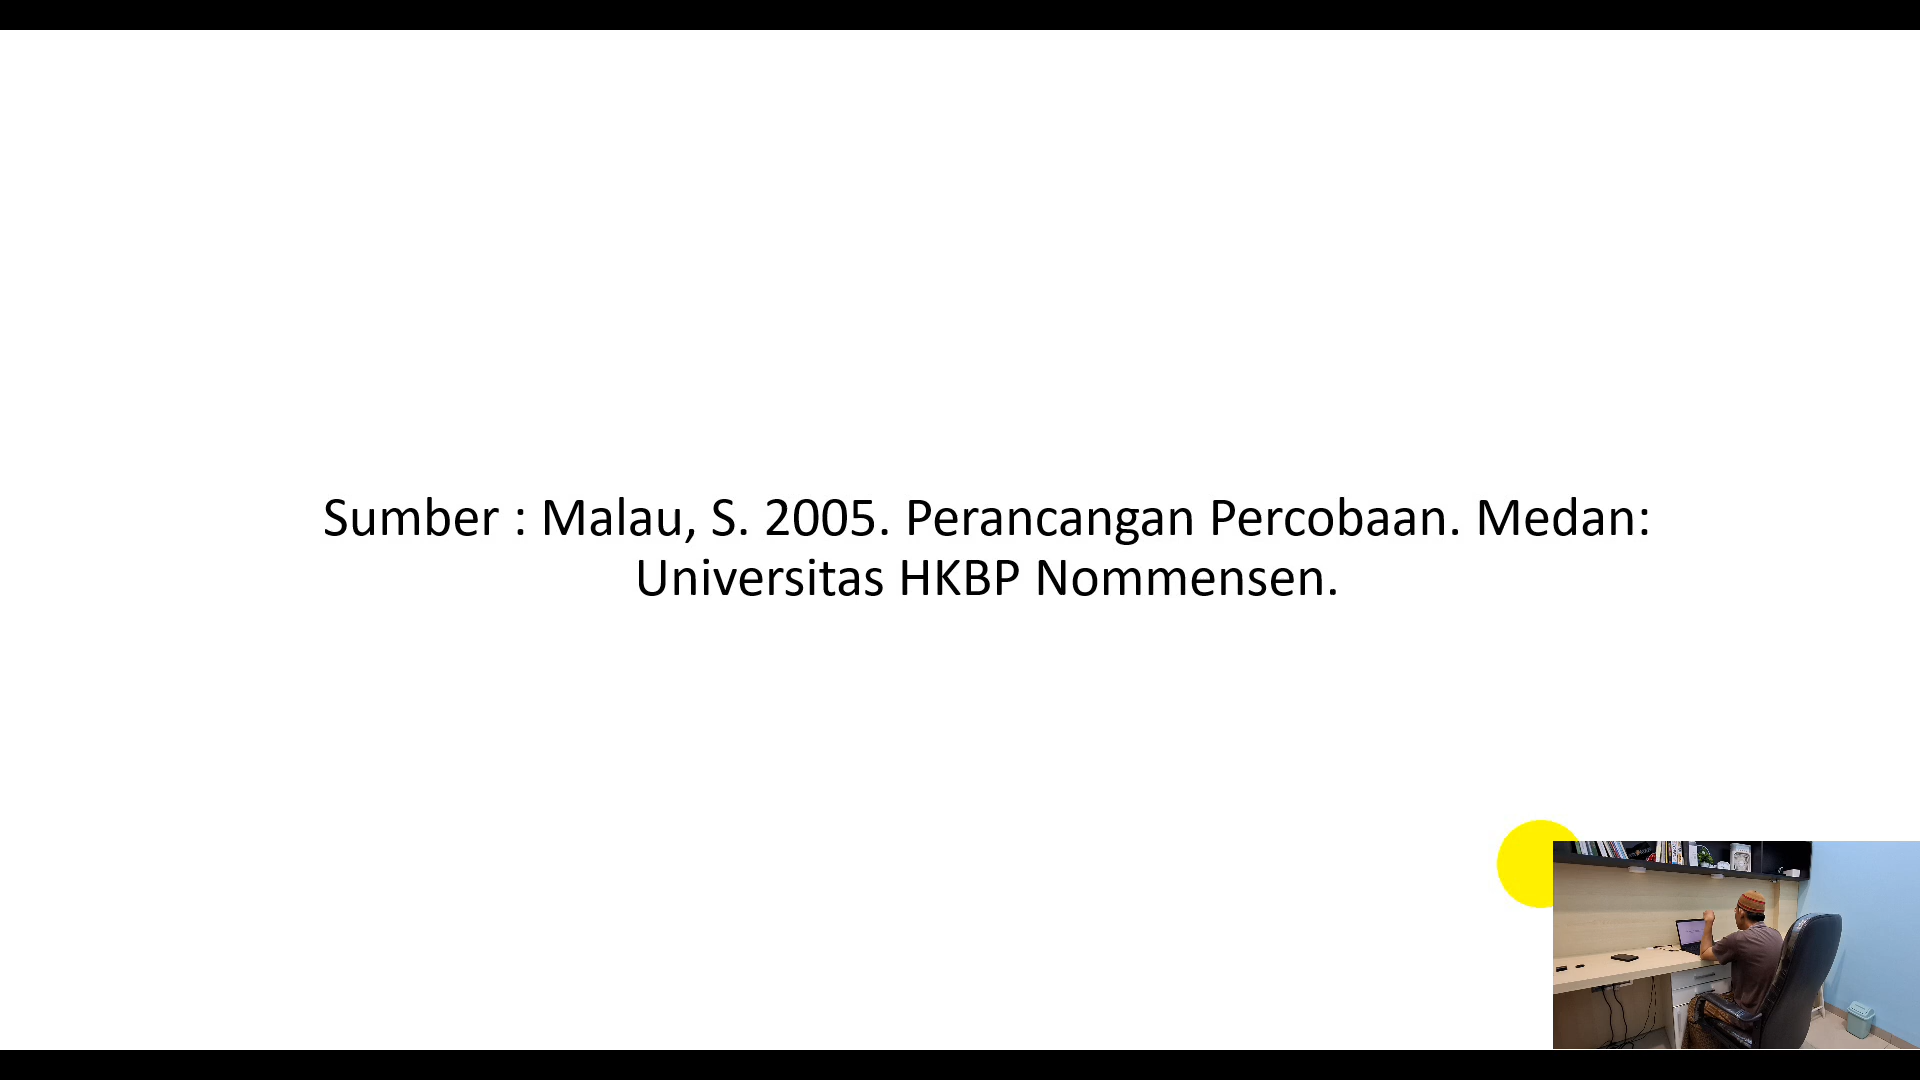 Sumber : Malau, S. 2005. Perancangan Percobaan. Medan:
Universitas HKBP Nommensen.